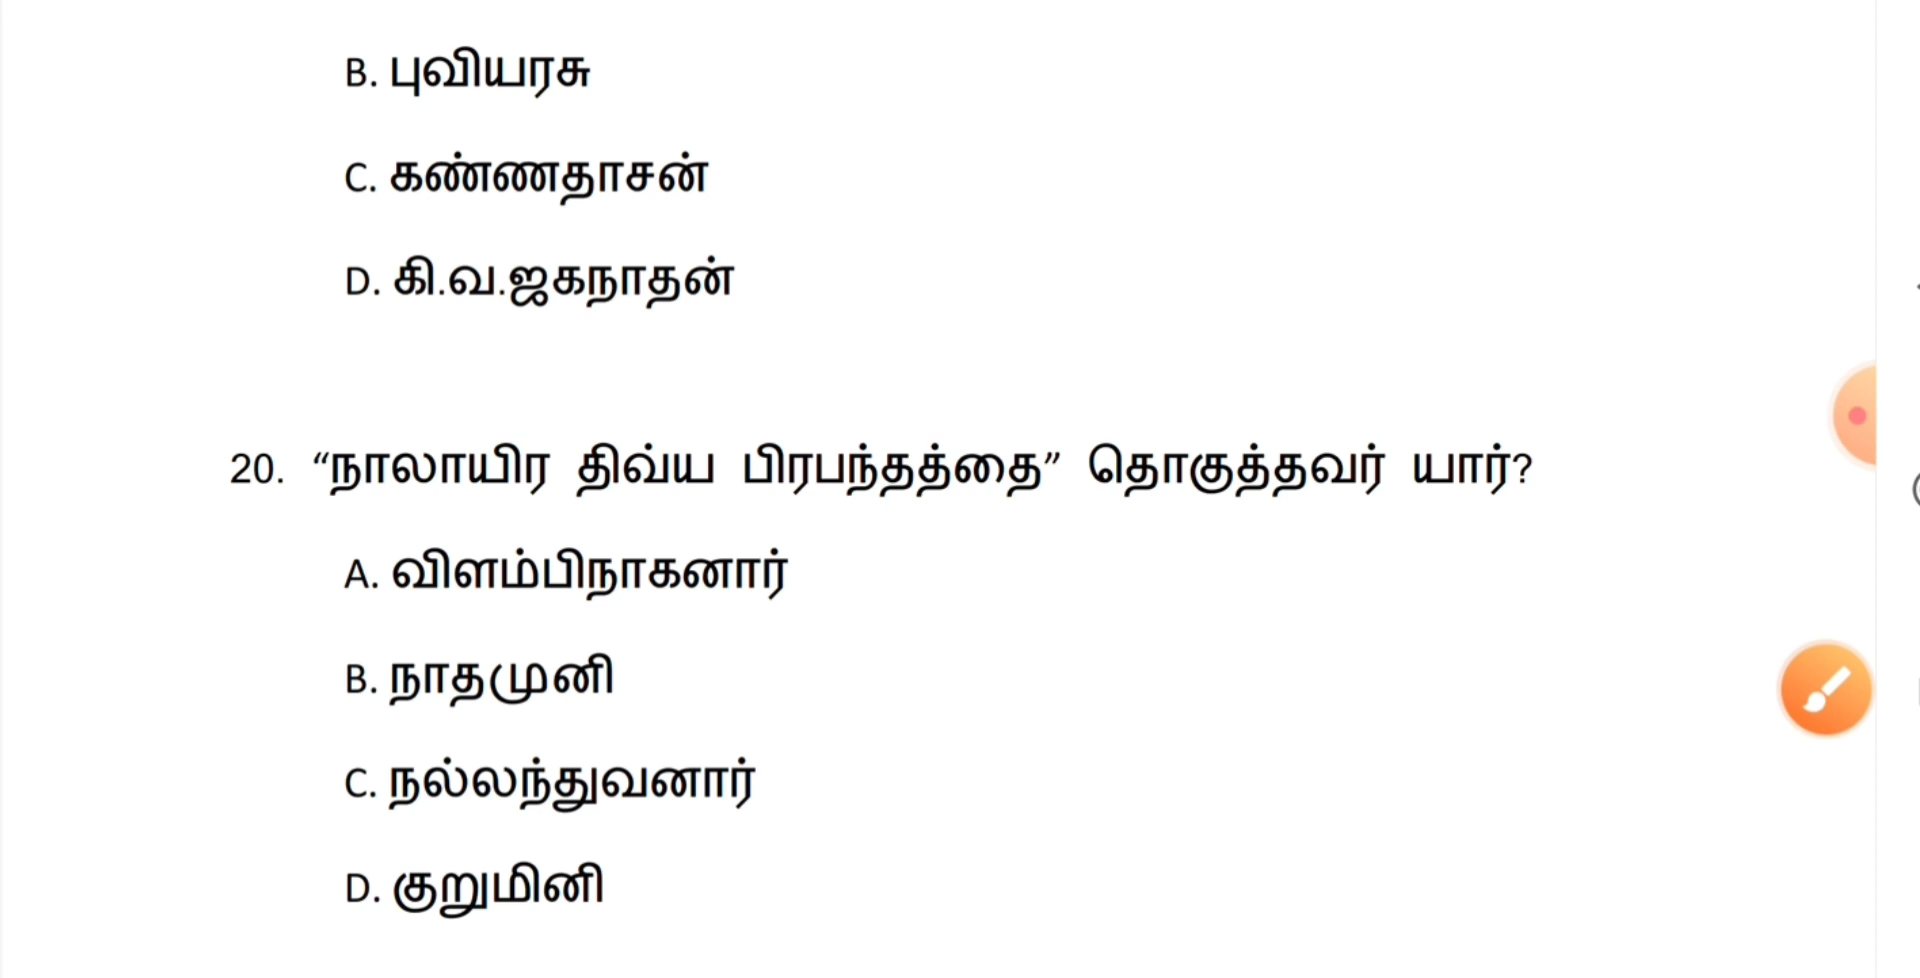 B. புவியரசு
C. கண்ணதாசன்
D. கி.வ.ஜகநாதன்
20. “நாலாயிர திவ்ய பிரபந்தத்தை” தொகுத்தவர் யார்?
A. விளம்பிநாகனார்
B. நாதமுனி
C. நல்லந்துவனார்
D. குறுமினி